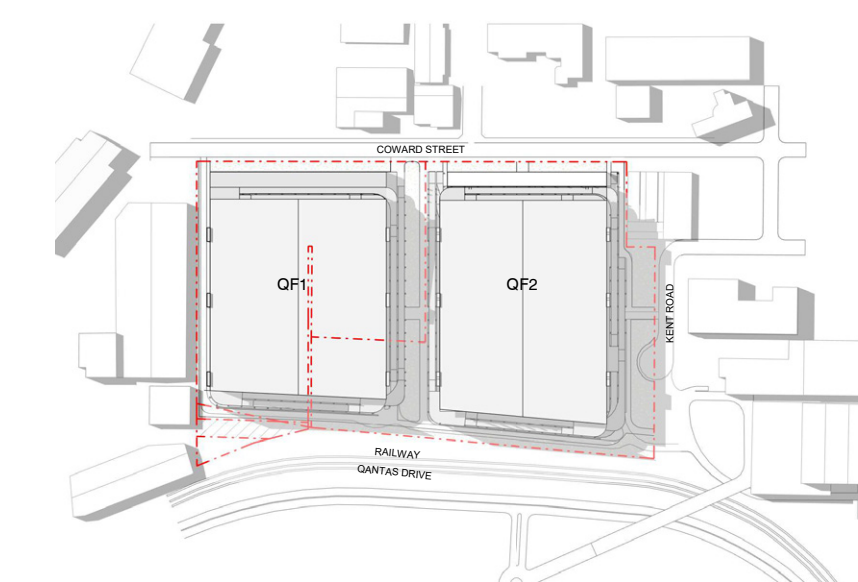 COWARD STREET
QF1
QF2
KENT ROAD
RAILWAY
QANTAS DRIVE